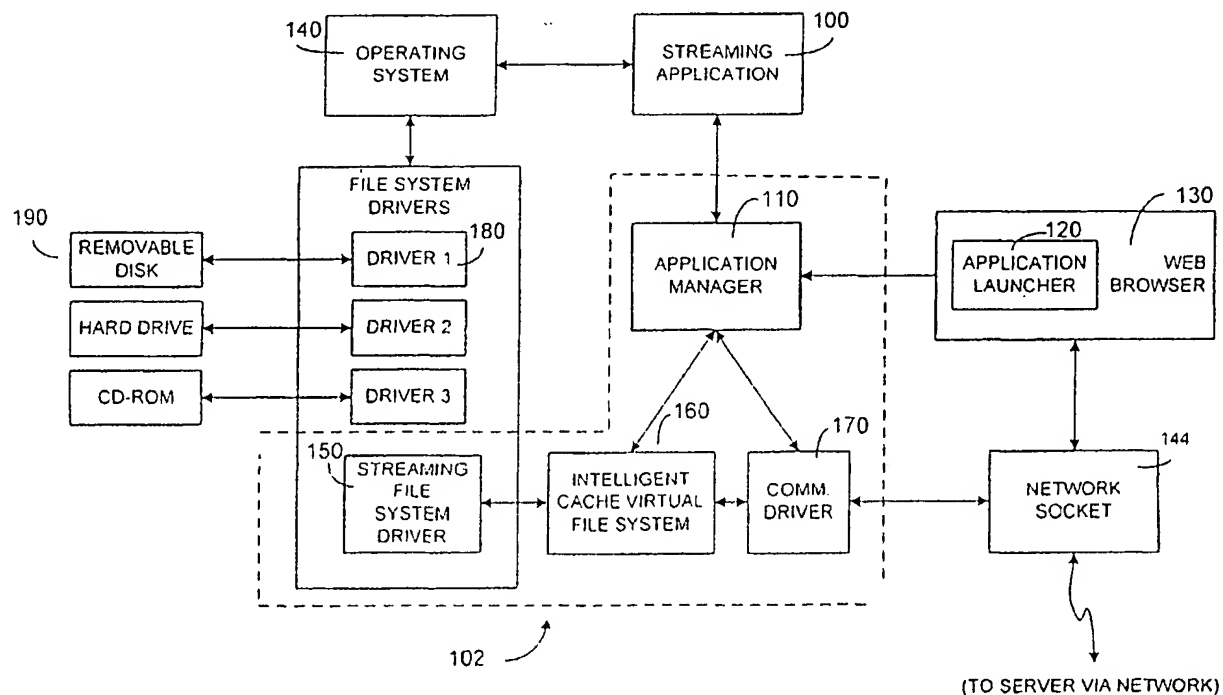 140
OPERATING
SYSTEM
100
STREAMING
APPLICATION
FILE SYSTEM
DRIVERS
190
REMOVABLE
DISK
DRIVER 1
180
HARD DRIVE
DRIVER 2
CD-ROM
DRIVER 3
150
STREAMING
FILE
SYSTEM
DRIVER
110
APPLICATION
MANAGER
130
120
APPLICATION
LAUNCHER
WEB
BROWSER
160
INTELLIGENT
CACHE VIRTUAL
FILE SYSTEM
170
COMM.
DRIVER
144
NETWORK
SOCKET
102
(TO SERVER VIA NETWORK)